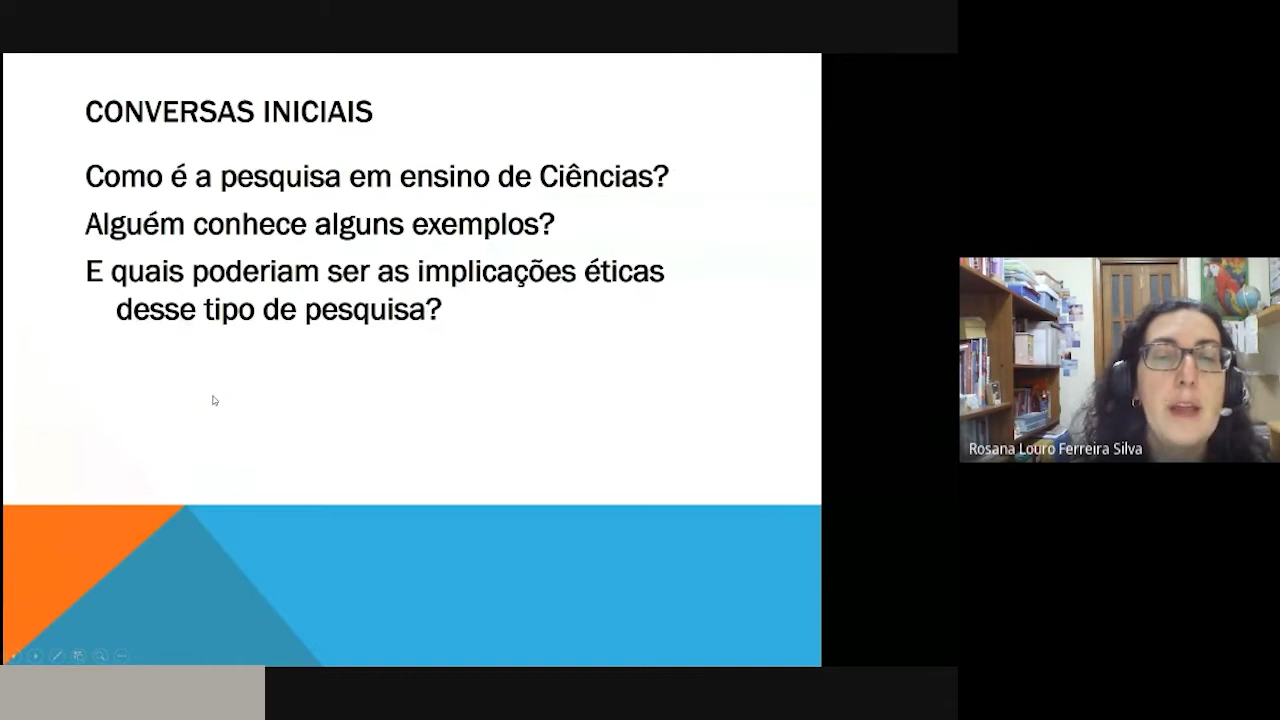 CONVERSAS INICIAIS
Como é a pesquisa em ensino de Ciências?
Alguém conhece alguns exemplos?
E quais poderiam ser as implicações éticas
desse tipo de pesquisa?
Rosana Louro Ferreira Silva